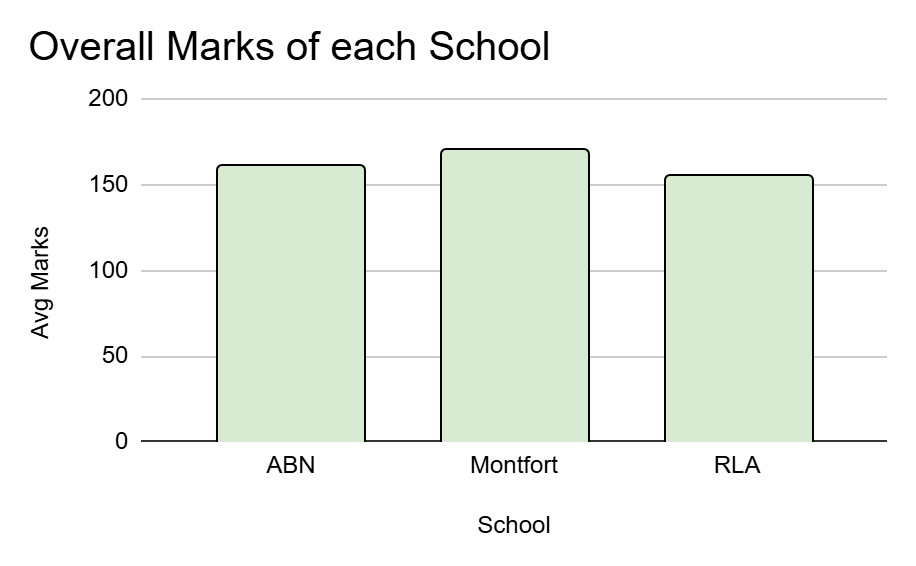 Overall Marks of each School
200
150
100
50
0
Avg Marks
ABN Montfort RLA
School